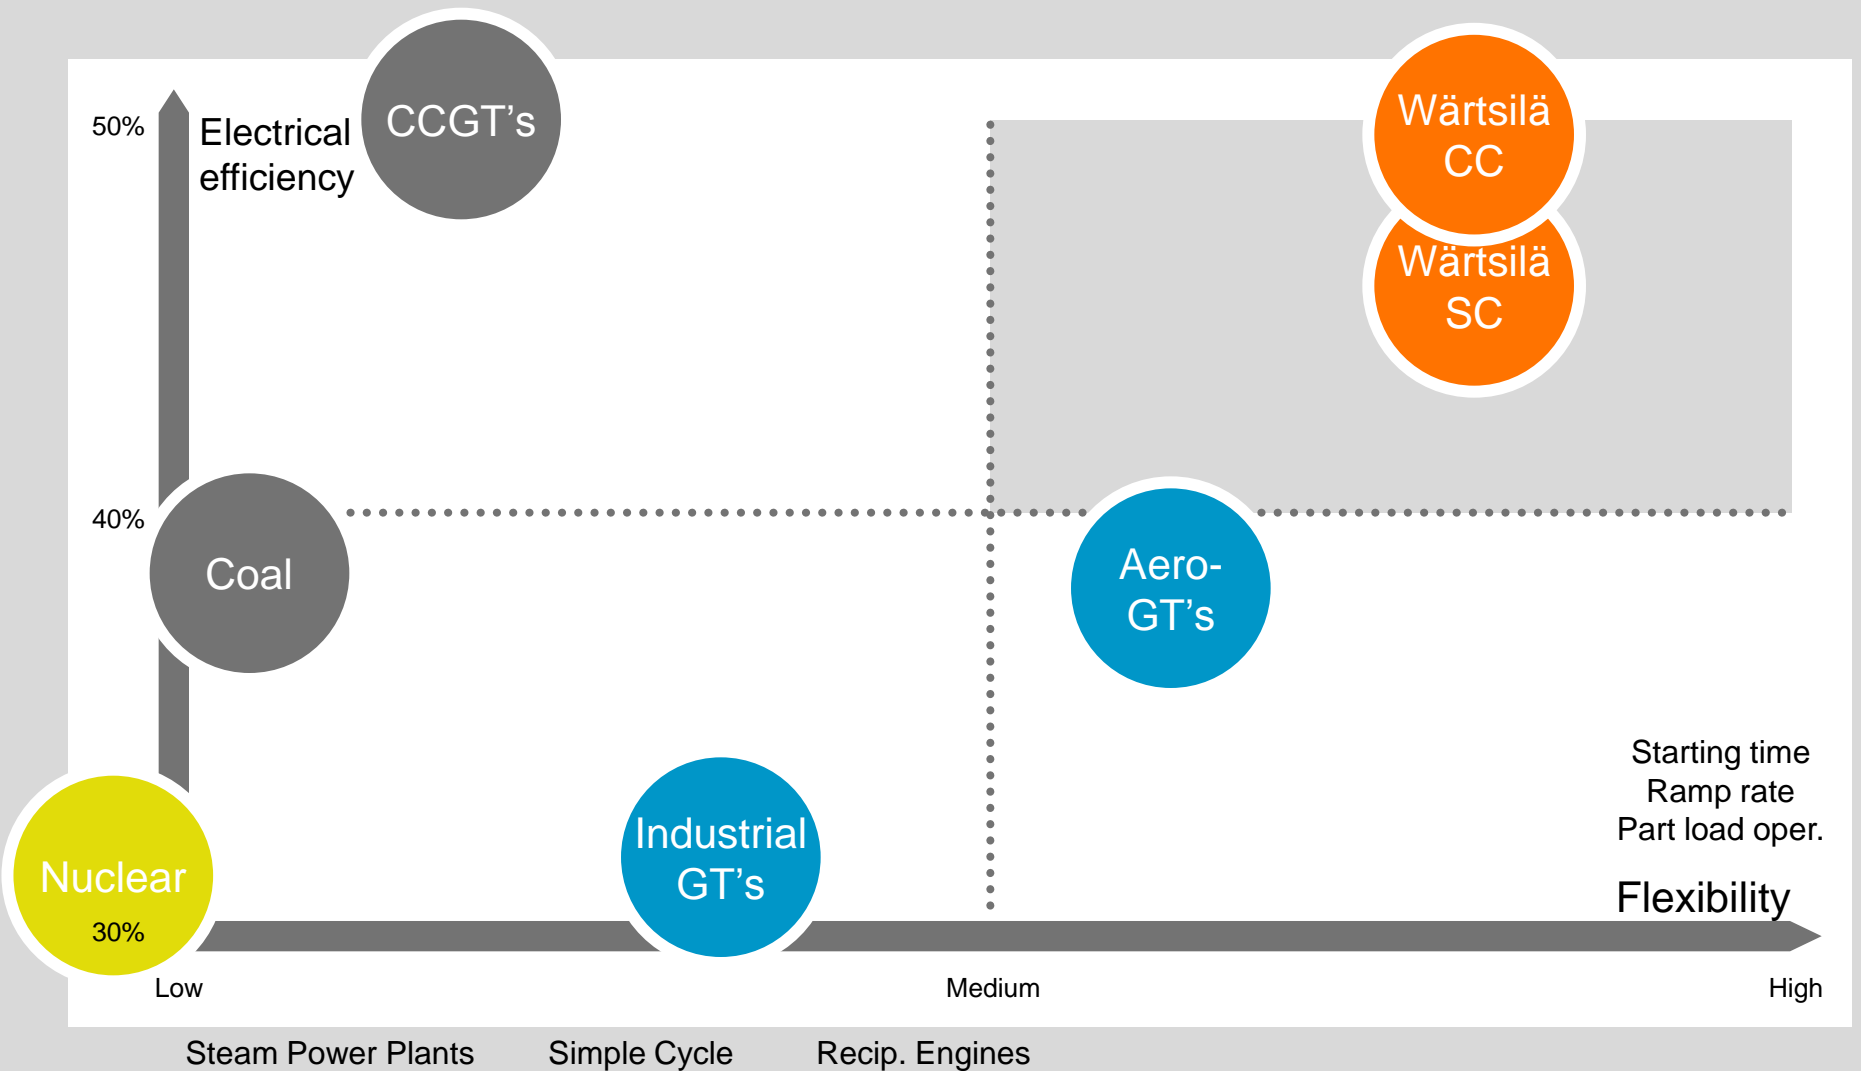 50%
Electrical
efficiency
CCGT's
Wärtsilä
CC
Wärtsilä
SC
40%
Coal
Aero-
GT's
Starting time
Ramp rate
Part load oper.
Industrial
GT's
Nuclear
30%
Flexibility
Low
Medium
High
Steam Power Plants
Simple Cycle
Recip. Engines